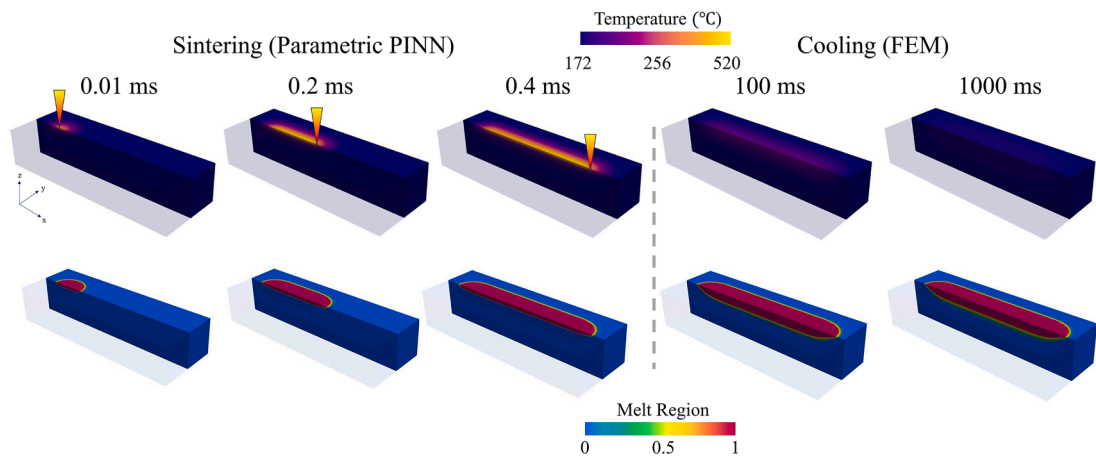 Temperature (℃)
172 256 520
Sintering (Parametric PINN)
Cooling (FEM)
0.01 ms
0.2 ms
0.4 ms
100 ms
1000 ms
z
y
x
Melt Region
0 0.5 1